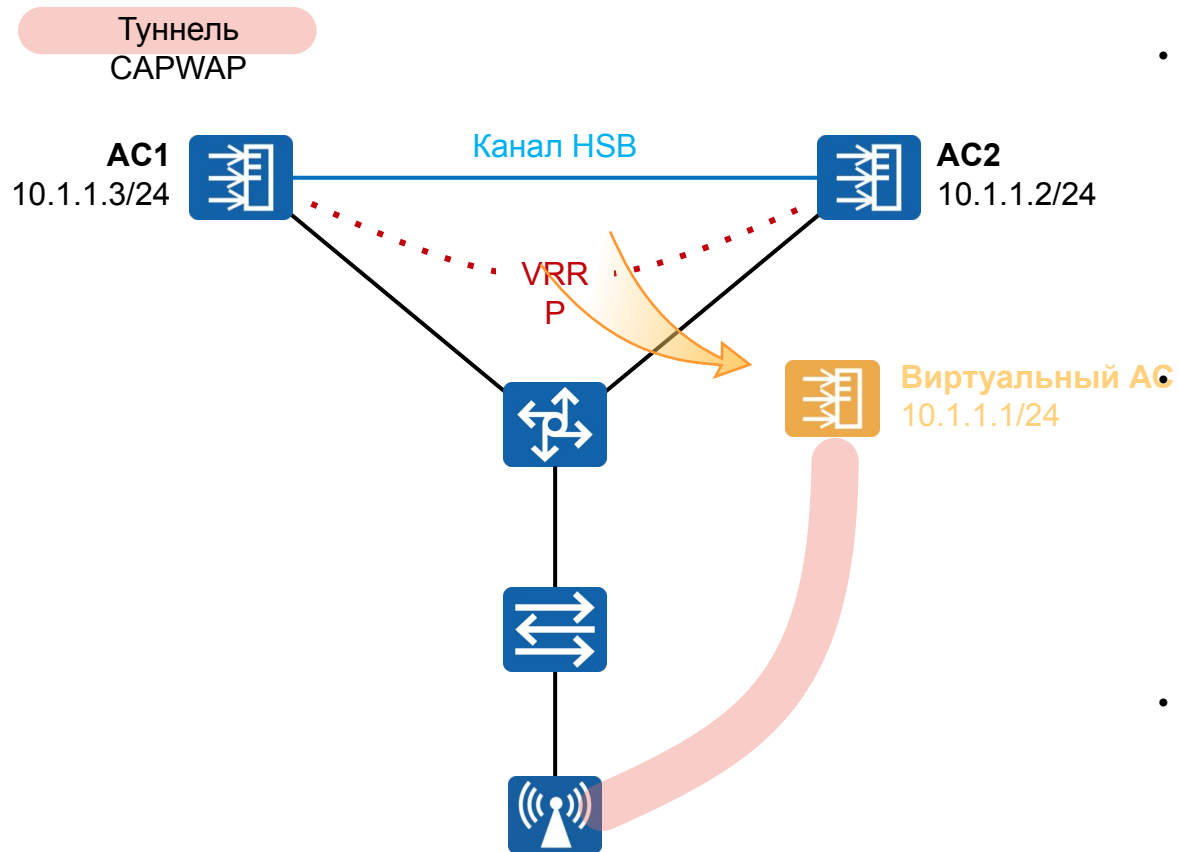 Туннель
CAPWAP
Канал HSB
AC1
10.1.1.3/24
AC2
10.1.1.2/24
VRR
P
Виртуальный AC
10.1.1.1/24